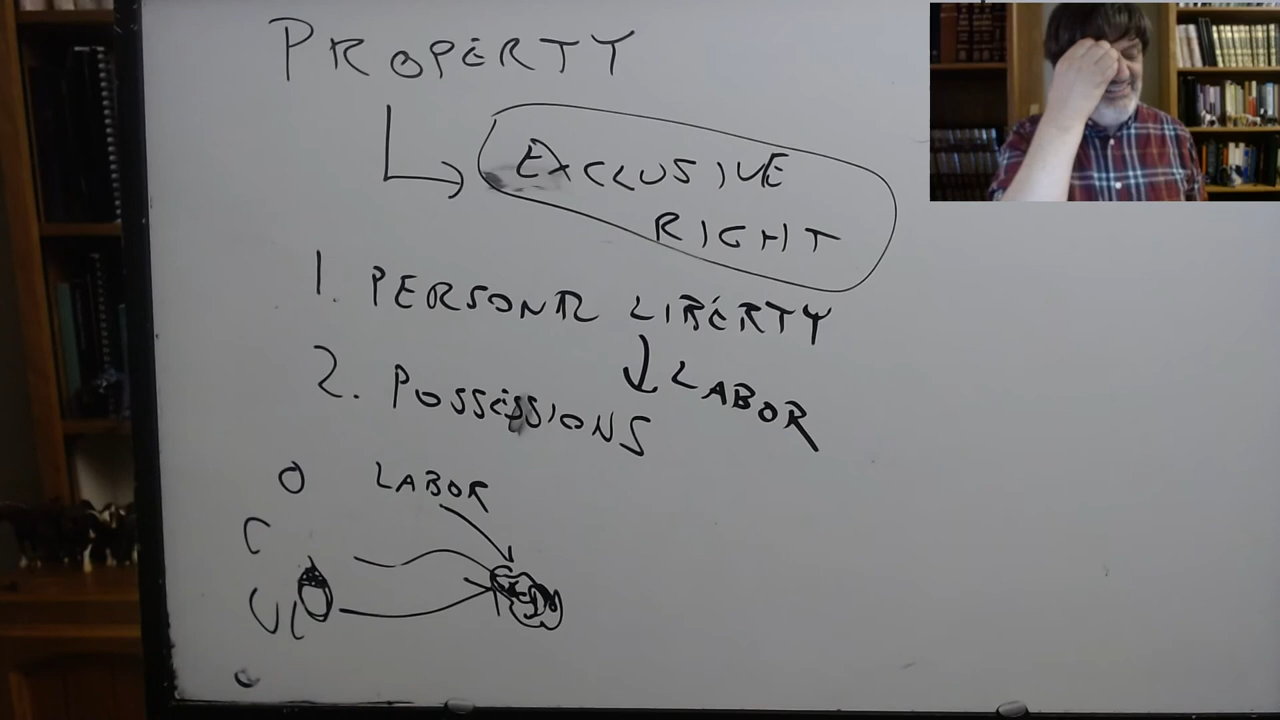 PROPERTY
EXCLUSIVE
RIGHT
1. PERSONAL LIBERTY
LABOR
2. POSSESSIONS
LABOR